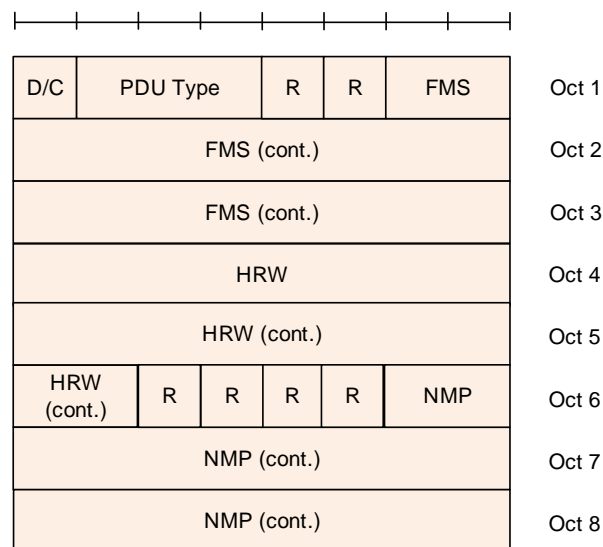 D/C PDU Type R R FMS Oct 1
FMS (cont.) Oct 2
FMS (cont.) Oct 3
HRW Oct 4
HRW (cont.) Oct 5
HRW (cont.) R R R R NMP Oct 6
NMP (cont.) Oct 7
NMP (cont.) Oct 8